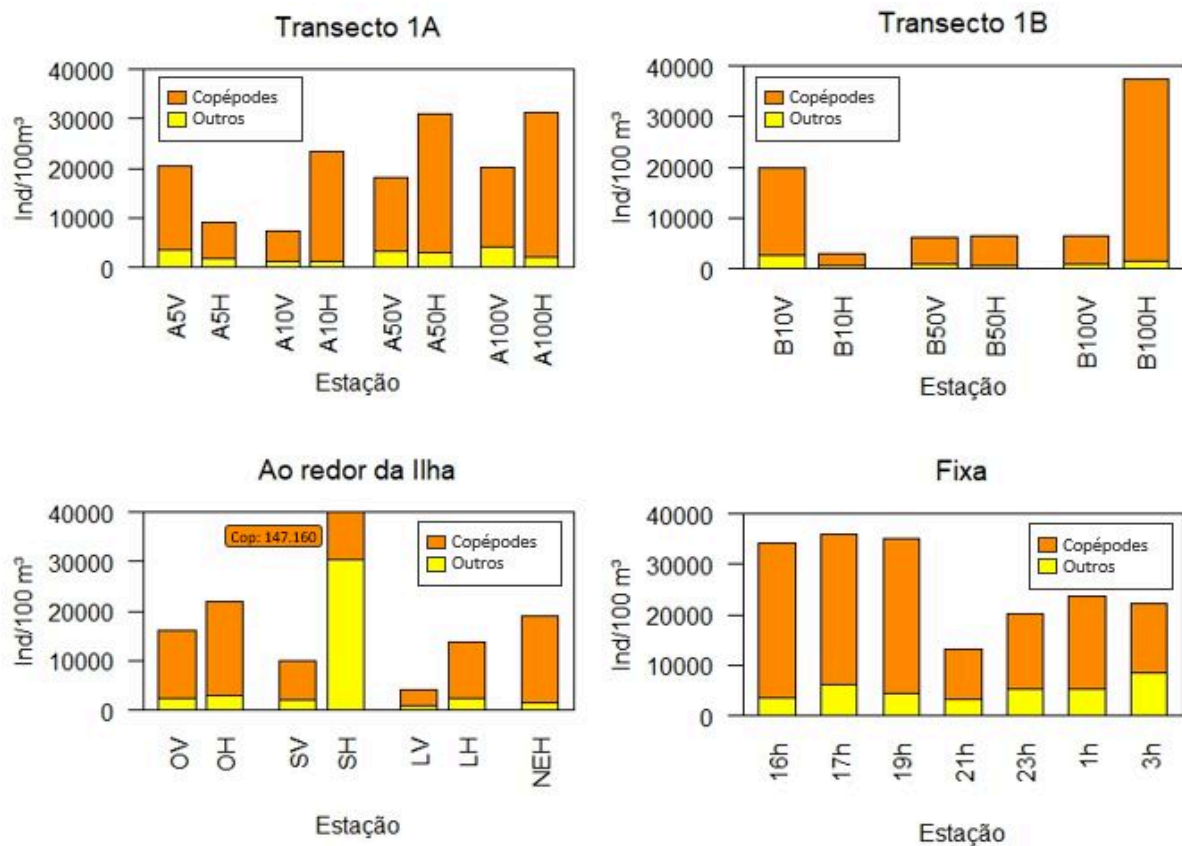 Transecto 1A
Ind/100m³
40000
30000
20000
10000
0
Copépodes
Outros
A5V
A5H
A10V
A10H
A50V
A50H
A100V
A100H
Estação
Transecto 1B
Ind/100 m³
40000
30000
20000
10000
0
Copépodes
Outros
B10V
B10H
B50V
B50H
B100V
B100H
Estação
Ao redor da Ilha
Ind/100 m³
40000
30000
20000
10000
0
Cop: 147.160
Copépodes
Outros
OV
OH
SV
SH
LV
LH
NEH
Estação
Fixa
Ind/100 m³
40000
30000
20000
10000
0
Copépodes
Outros
16h
17h
19h
21h
23h
1h
3h
Estação